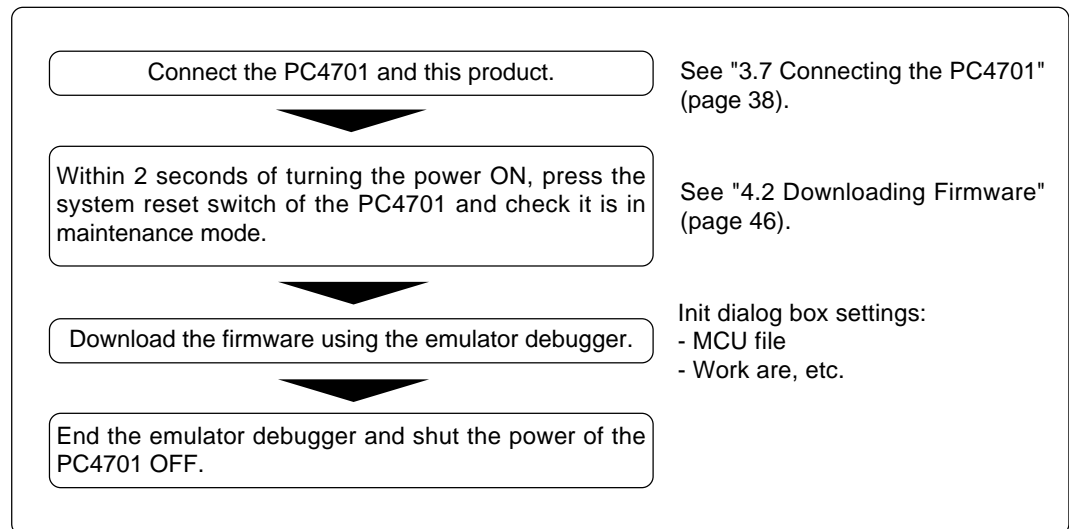 Connect the PC4701 and this product.
See "3.7 Connecting the PC4701"
(page 38).
Within 2 seconds of turning the power ON, press the
system reset switch of the PC4701 and check it is in
maintenance mode.
See "4.2 Downloading Firmware"
(page 46).
Download the firmware using the emulator debugger.
Init dialog box settings:
- MCU file
- Work are, etc.
End the emulator debugger and shut the power of the
PC4701 OFF.